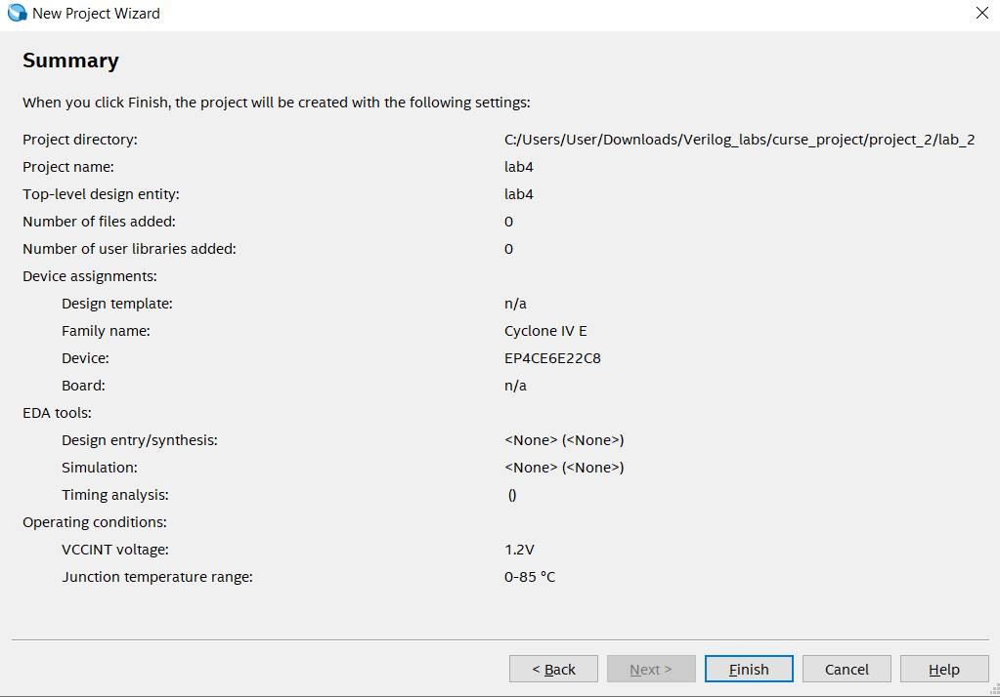 New Project Wizard
Summary
When you click Finish, the project will be created with the following settings:
Project directory: C:/Users/User/Downloads/Verilog_labs/curse_project/project_2/lab_2
Project name: lab4
Top-level design entity: lab4
Number of files added: 0
Number of user libraries added: 0
Device assignments:
Design template: n/a
Family name: Cyclone IV E
Device: EP4CE6E22C8
Board: n/a
EDA tools:
Design entry/synthesis: <None> (<None>)
Simulation: <None> (<None>)
Timing analysis: ()
Operating conditions:
VCCINT voltage: 1.2V
Junction temperature range: 0-85 °C
< Back Next > Finish Cancel Help